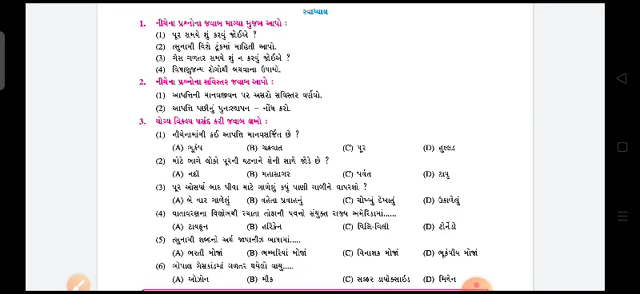 સ્વાધ્યાય
1. નીચેના પ્રશ્નોના જવાબ માગ્યા મુજબ આપો :
(1) પૂર સમયે શું કરવું જોઈએ ?
(2) ત્સુનામી વિશે ટૂંકમાં માહિતી આપો.
(3) ગેસ ગળતર સમયે શું ન કરવું જોઈએ ?
(4) વિષાણુજન્ય રોગોથી બચવાના ઉપાયો.
2. નીચેના પ્રશ્નોના સવિસ્તર જવાબ આપો :
(1) આપત્તિની માનવજીવન પર અસરો સવિસ્તર વર્ણવો.
(2) આપત્તિ પછીનું પુનઃસ્થાપન – નોંધ કરો.
3. યોગ્ય વિકલ્પ પસંદ કરી જવાબ લખો :
(1) નીચેનામાંથી કઈ આપત્તિ માનવસર્જિત છે ?
(A) ભૂકંપ (B) ચક્રવાત (C) પૂર (D) હુલ્લડ
(2) મોટે ભાગે લોકો પૂરની ઘટનાને કોની સાથે જોડે છે ?
(A) નદી (B) મહાસાગર (C) પર્વત (D) ટાપુ
(3) પૂર ઓસર્યા બાદ પીવા માટે ગાળેલું કયું પાણી ગાળીને વાપરશો ?
(A) બે વાર ગાળેલું (B) વહેતા પ્રવાહનું (C) ચોખ્ખું દેખાતું (D) ઉકાળેલું
(4) વાતાવરણના વિક્ષોભથી રચાતા તોફાની પવનો સંયુક્ત રાજ્ય અમેરિકામાં......
(A) ટાયફૂન (B) હરિકેન (C) વિલિ-વિલી (D) ટોર્નેડો
(5) ત્સુનામી શબ્દનો અર્થ જાપાનીઝ ભાષામાં.....
(A) ભરતી મોજાં (B) ઘૂમરિયાં મોજાં (C) વિનાશક મોજાં (D) ભૂકંપીય મોજાં
(6) ભોપાલ ગેસકાંડમાં ગળતર થયેલો વાયુ.....
(A) ઓઝોન (B) મીક (C) સલ્ફર ડાયોક્સાઇડ (D) મિથેન